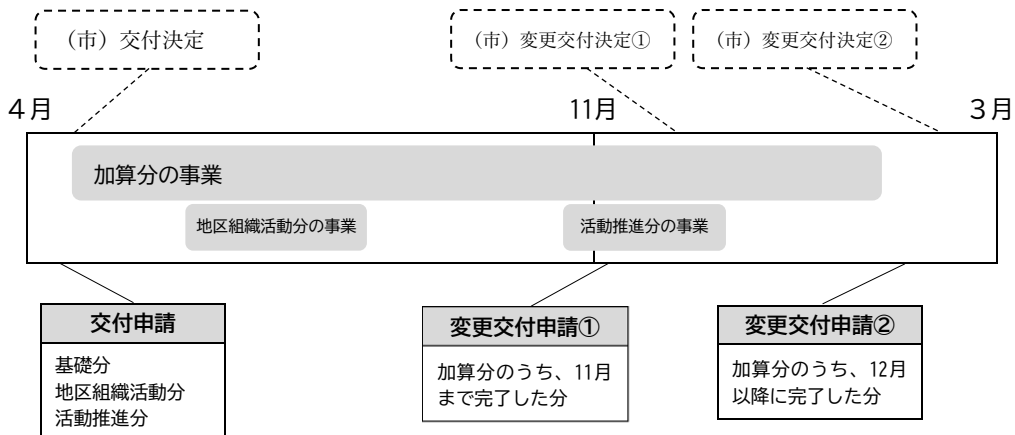 （市）交付決定
（市）変更交付決定①
（市）変更交付決定②
４月
11月
３月
加算分の事業
地区組織活動分の事業
活動推進分の事業
交付申請
基礎分
地区組織活動分
活動推進分
変更交付申請①
加算分のうち、11月
まで完了した分
変更交付申請②
加算分のうち、12月
以降に完了した分